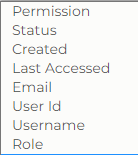 Permission
Status
Created
Last Accessed
Email
User Id
Username
Role